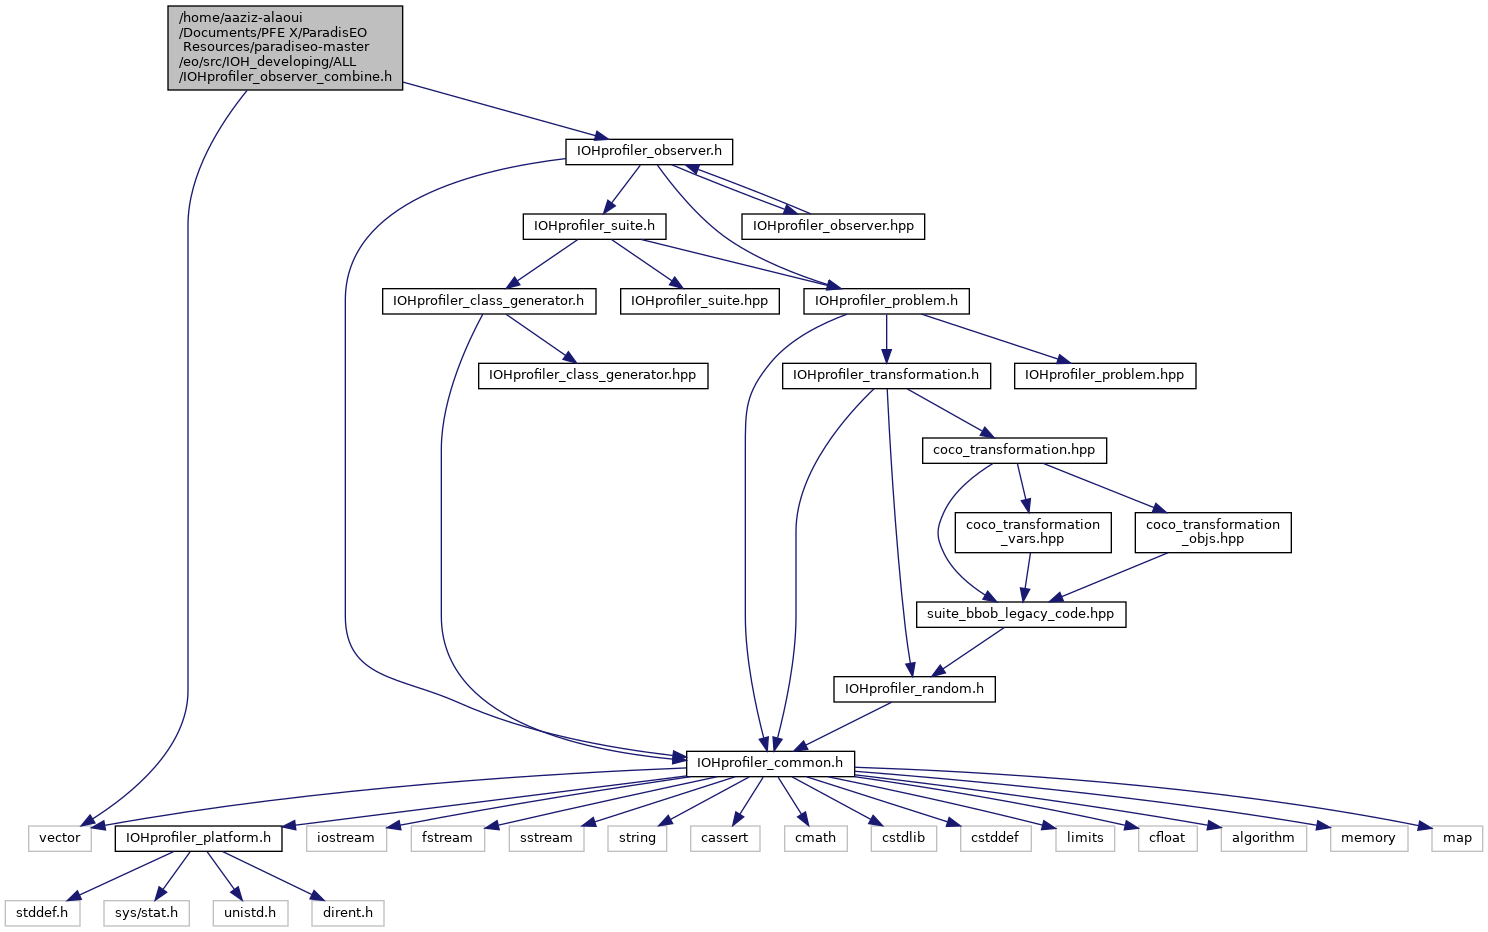 /home/aaziz-alaoui
/Documents/PFE X/ParadisEO
Resources/paradiseo-master
/eo/src/IOH_developing/ALL
/IOHprofiler_observer_combine.h
IOHprofiler_observer.h
IOHprofiler_suite.h
IOHprofiler_observer.hpp
IOHprofiler_class_generator.h
IOHprofiler_suite.hpp
IOHprofiler_problem.h
IOHprofiler_class_generator.hpp
IOHprofiler_transformation.h
IOHprofiler_problem.hpp
coco_transformation.hpp
coco_transformation
_vars.hpp
coco_transformation
_objs.hpp
suite_bbob_legacy_code.hpp
IOHprofiler_random.h
IOHprofiler_common.h
vector
IOHprofiler_platform.h
iostream
fstream
sstream
string
cassert
cmath
cstdlib
cstddef
limits
cfloat
algorithm
memory
map
stddef.h
sys/stat.h
unistd.h
dirent.h